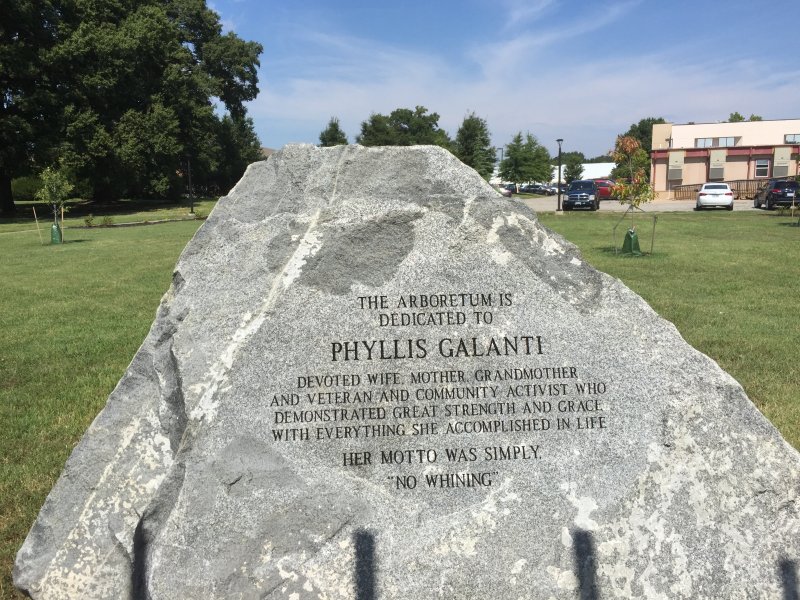 THE ARBORETUM IS
DEDICATED TO
PHYLLIS GALANTI
DEVOTED WIFE, MOTHER, GRANDMOTHER
AND VETERAN AND COMMUNITY ACTIVIST WHO
DEMONSTRATED GREAT STRENGTH AND GRACE
WITH EVERYTHING SHE ACCOMPLISHED IN LIFE
HER MOTTO WAS SIMPLY,
"NO WHINING"